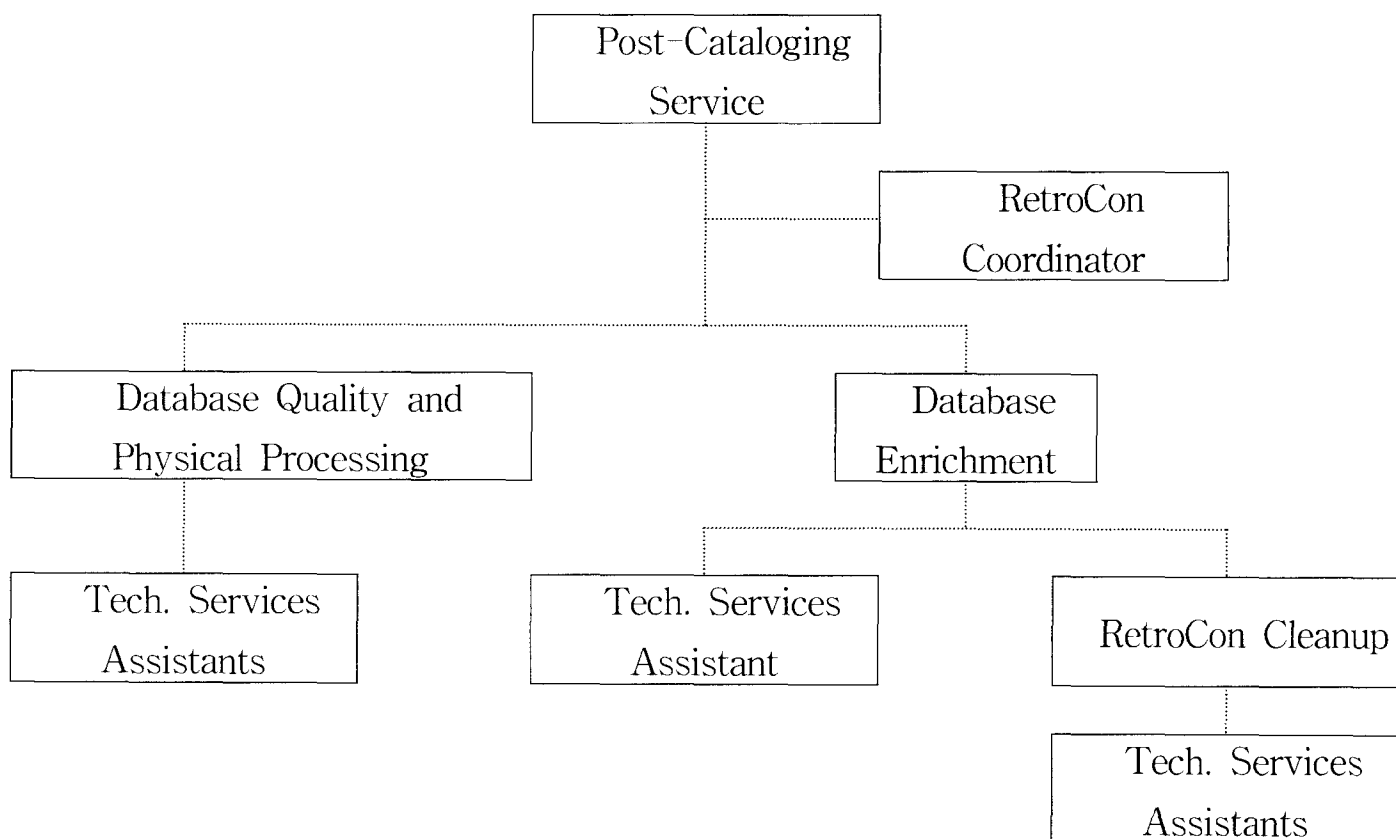 Post-Cataloging
Service
RetroCon
Coordinator
Database Quality and
Physical Processing
Database
Enrichment
Tech. Services
Assistants
Tech. Services
Assistant
RetroCon Cleanup
Tech. Services
Assistants